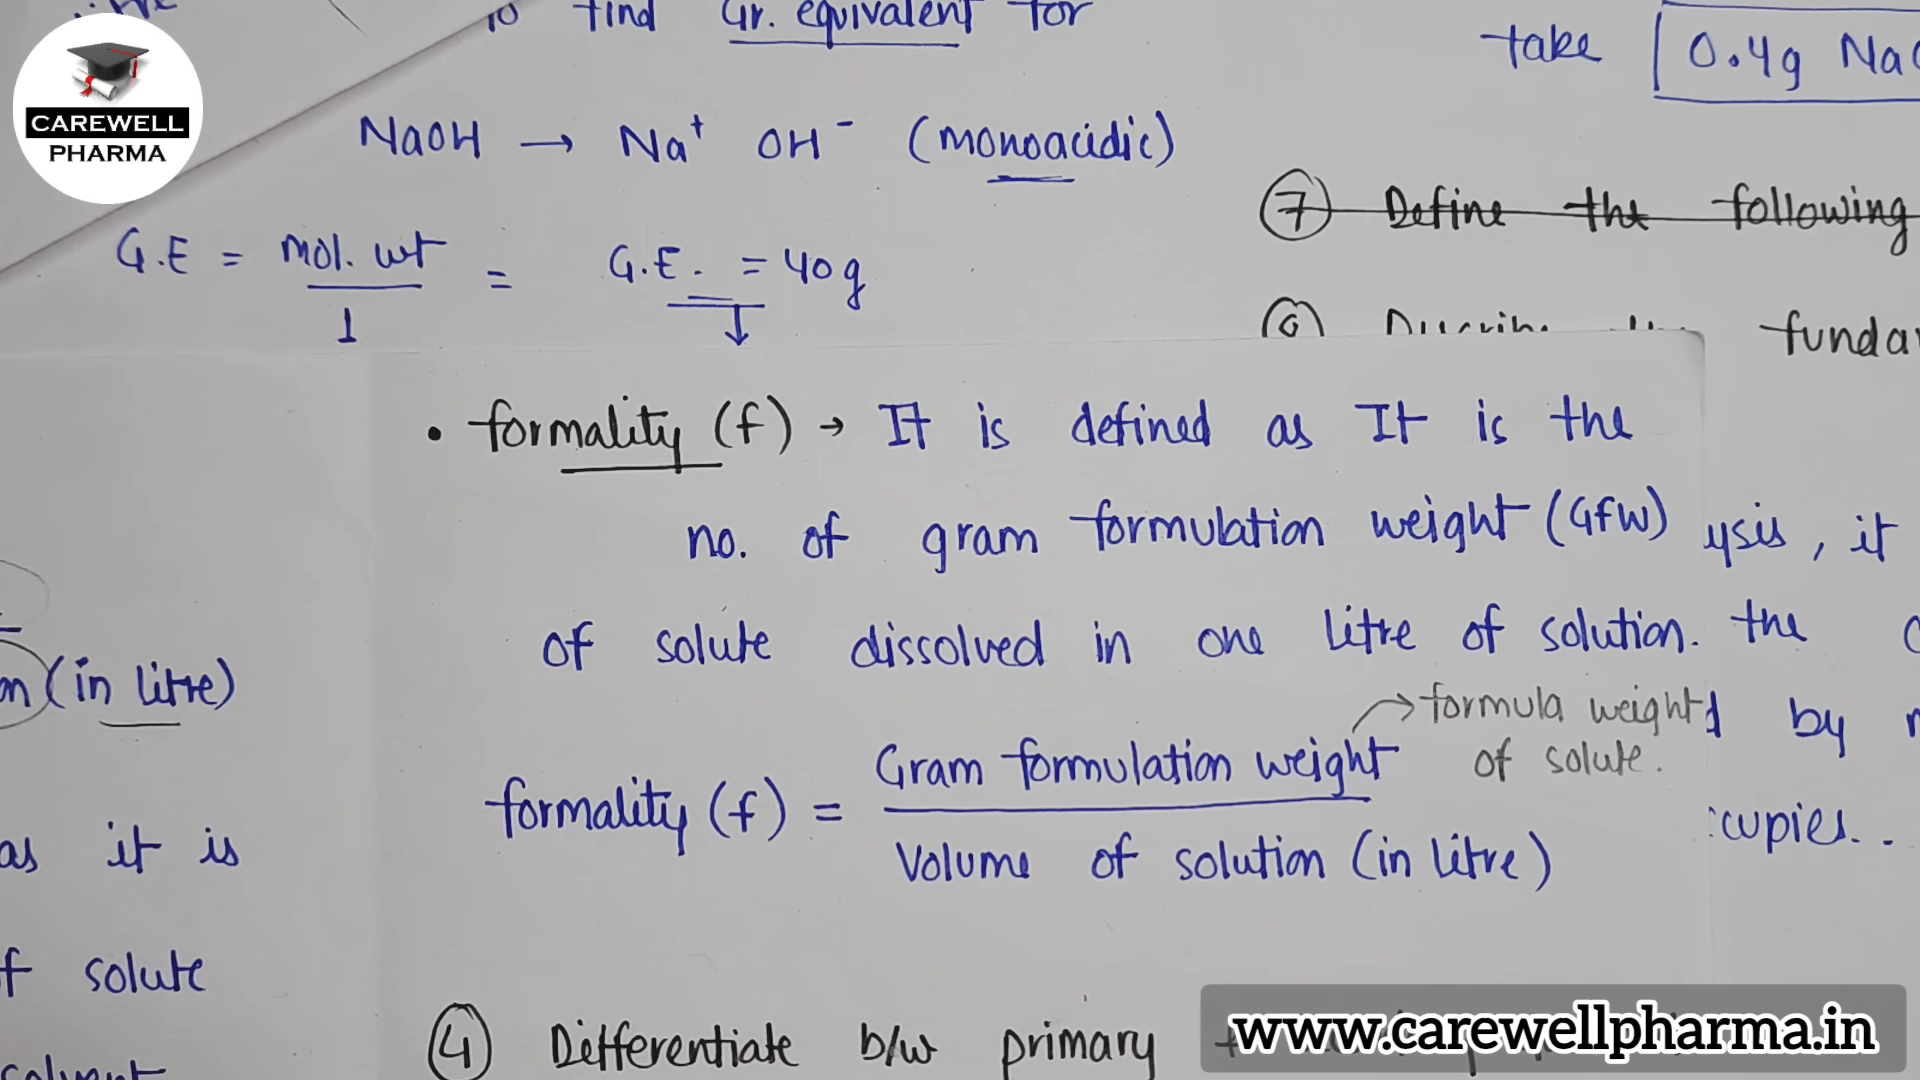 CAREWELL
PHARMA
to find Gr. equivalent for
take 0.4g
NaOH → Na+ OH- (monoacidic)
7 Define the following
G.E = mol. wt = G.E. = 40 g
1
↓
• formality (f) → It is defined as It is the
no. of gram formulation weight (GFW)
of solute dissolved in one litre of solution.
ysis, it
the
formula weight
by
of solute.
formality (f) = Gram formulation weight
Volume of solution (in litre)
cupies..
(in litre)
as it is
solute
4 Differentiate b/w primary
www.carewellpharma.in